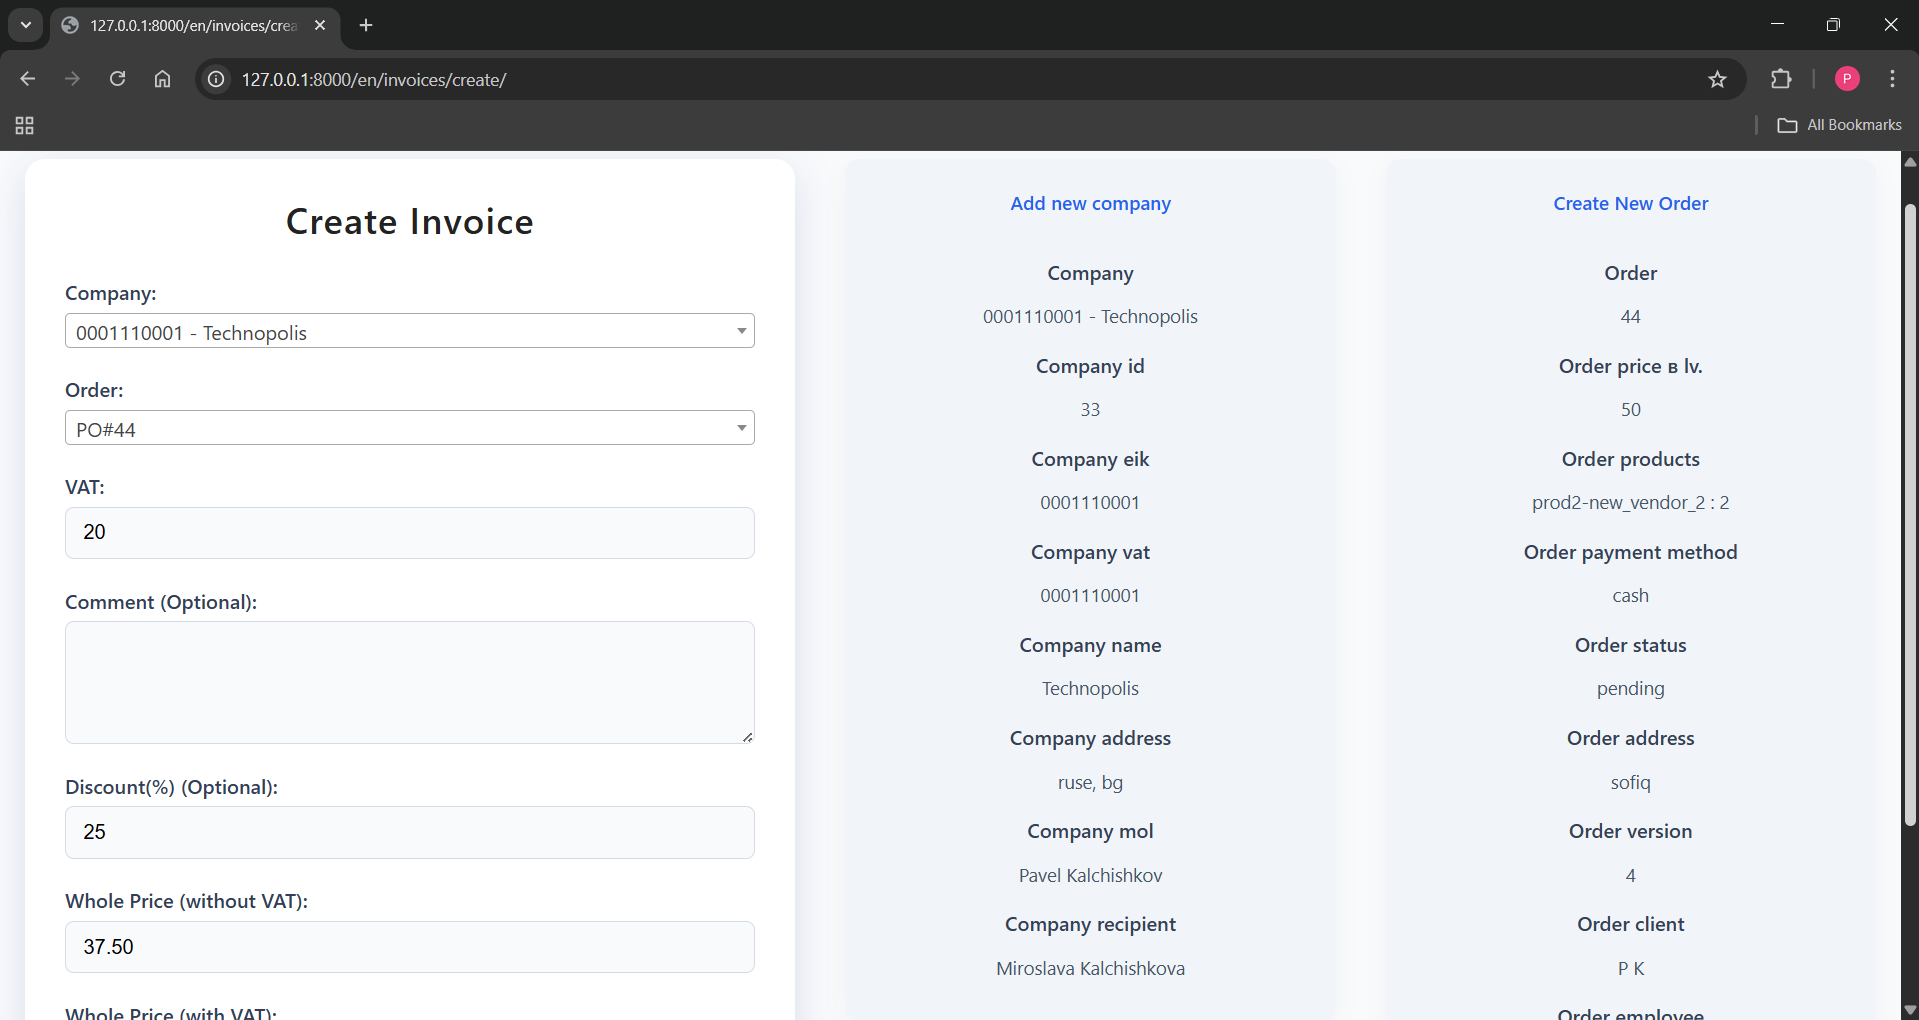 127.0.0.1:8000/en/invoices/crea
127.0.0.1:8000/en/invoices/create/
P
All Bookmarks
Create Invoice
Company:
0001110001 - Technopolis
Order:
PO#44
VAT:
20
Comment (Optional):
Discount(%) (Optional):
25
Whole Price (without VAT):
37.50
Whole Price (with VAT):
Add new company
Company
0001110001 - Technopolis
Company id
33
Company eik
0001110001
Company vat
0001110001
Company name
Technopolis
Company address
ruse, bg
Company mol
Pavel Kalchishkov
Company recipient
Miroslava Kalchishkova
Create New Order
Order
44
Order price в lv.
50
Order products
prod2-new_vendor_2 : 2
Order payment method
cash
Order status
pending
Order address
sofiq
Order version
4
Order client
P K
Order employee